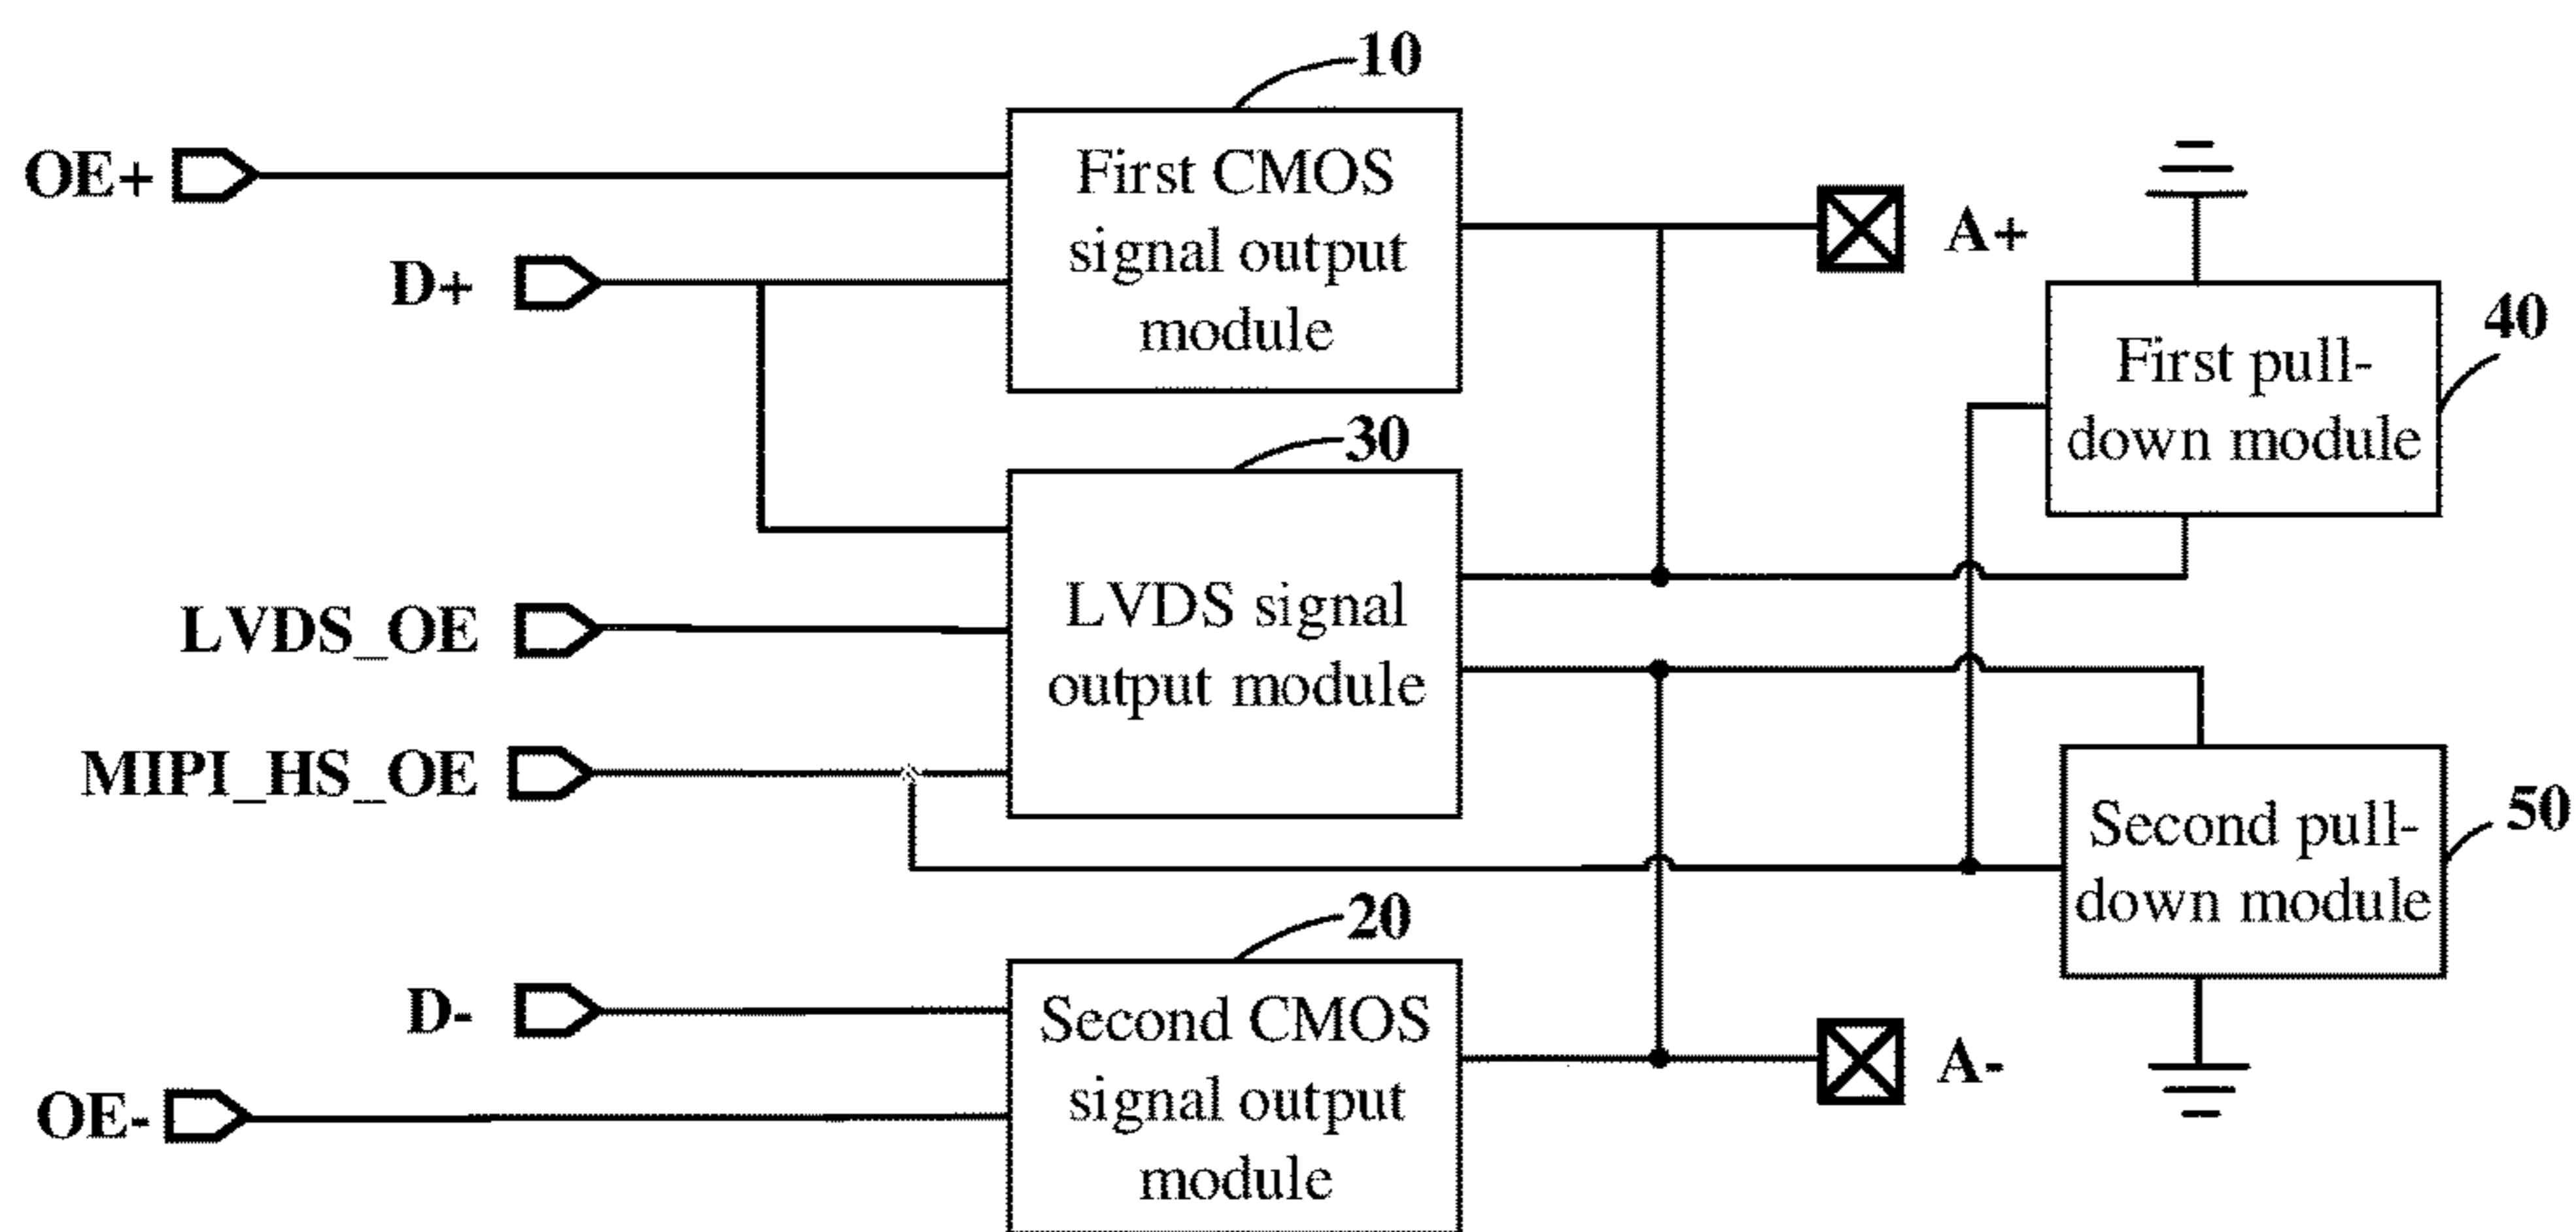 10
OE+
First CMOS
signal output
module
A+
D+
40
First pull-
down module
30
LVDS_OE
LVDS signal
output module
MIPI_HS_OE
50
Second pull-
down module
20
D-
Second CMOS
signal output
module
A-
OE-